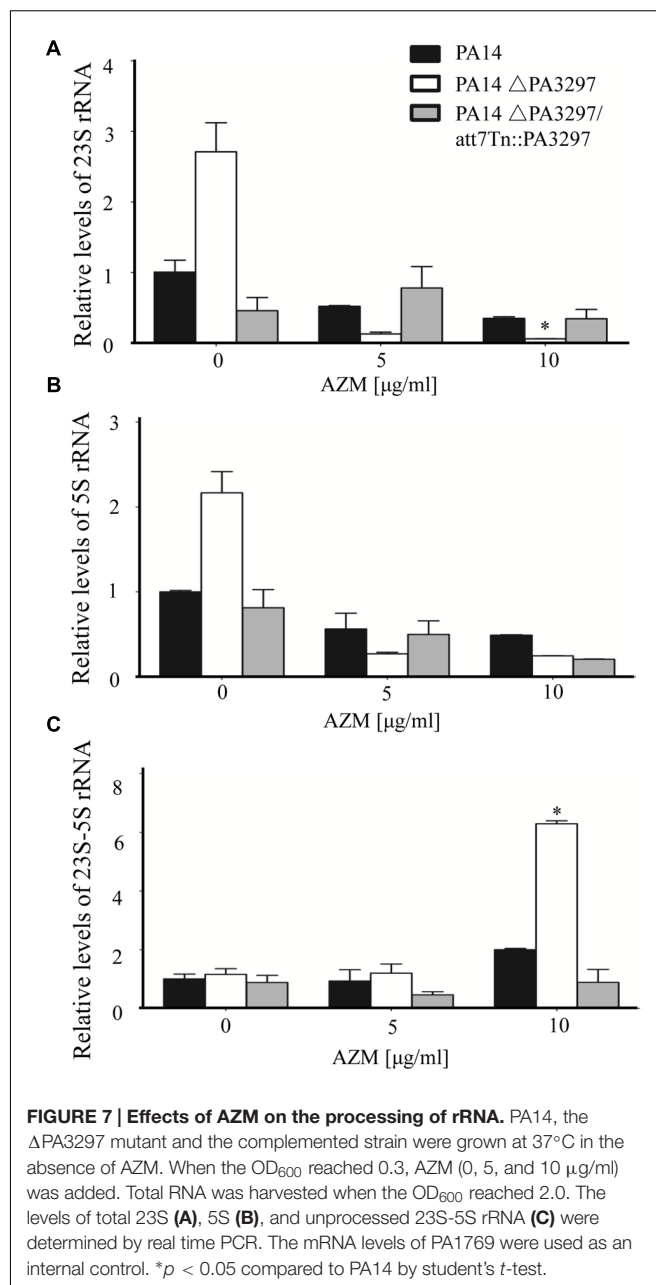 A
PA14
PA14 △PA3297
PA14 △PA3297/
att7Tn::PA3297
Relative levels of 23S rRNA
4
3
2
1
0
*
0 5 10
AZM [μg/ml]
B
Relative levels of 5S rRNA
3
2
1
0
0 5 10
AZM [μg/ml]
C
Relative levels of 23S-5S rRNA
8
6
4
2
0
*
0 5 10
AZM [μg/ml]
FIGURE 7 | Effects of AZM on the processing of rRNA. PA14, the
ΔPA3297 mutant and the complemented strain were grown at 37°C in the
absence of AZM. When the OD600 reached 0.3, AZM (0, 5, and 10 μg/ml)
was added. Total RNA was harvested when the OD600 reached 2.0. The
levels of total 23S (A), 5S (B), and unprocessed 23S-5S rRNA (C) were
determined by real time PCR. The mRNA levels of PA1769 were used as an
internal control. *p < 0.05 compared to PA14 by student's t-test.